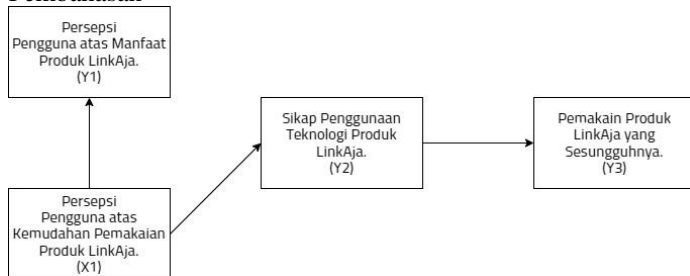 Persepsi
Pengguna atas Manfaat
Produk LinkAja.
(Y1)
Sikap Penggunaan
Teknologi Produk
LinkAja.
(Y2)
Pemakain Produk
LinkAja yang
Sesungguhnya.
(Y3)
Persepsi
Pengguna atas
Kemudahan Pemakaian
Produk LinkAja.
(X1)